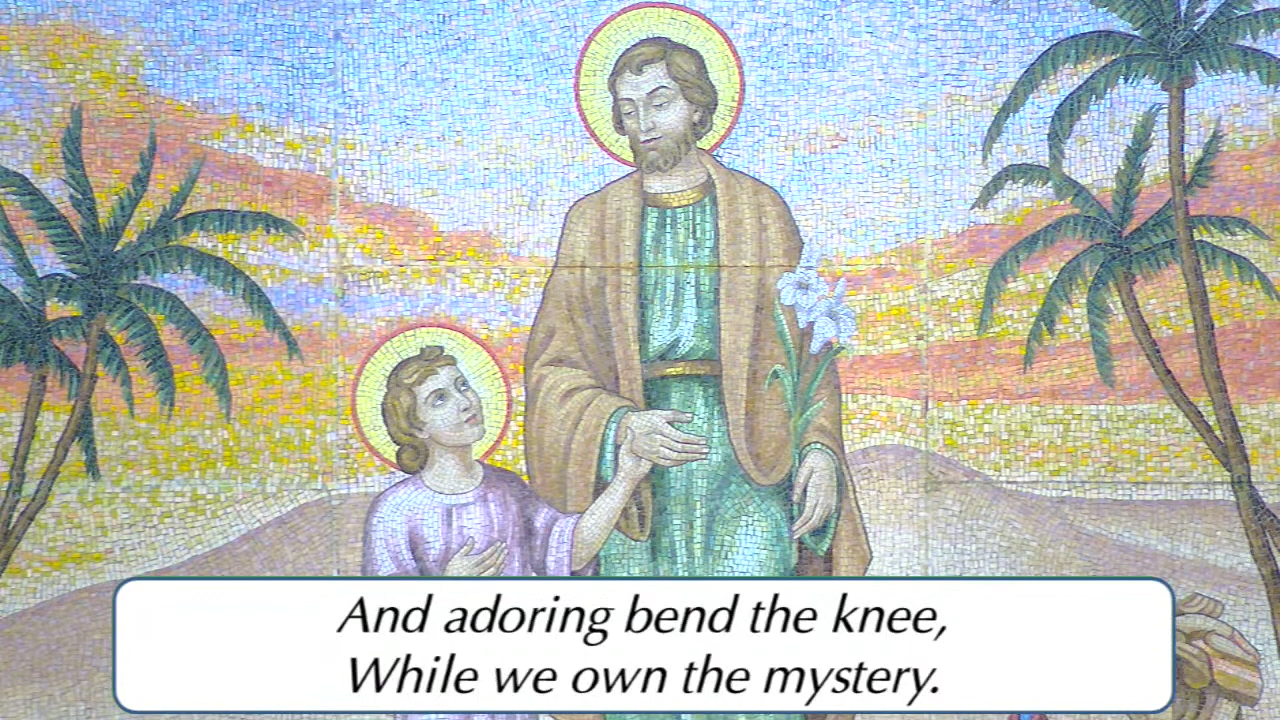 And adoring bend the knee,
While we own the mystery.